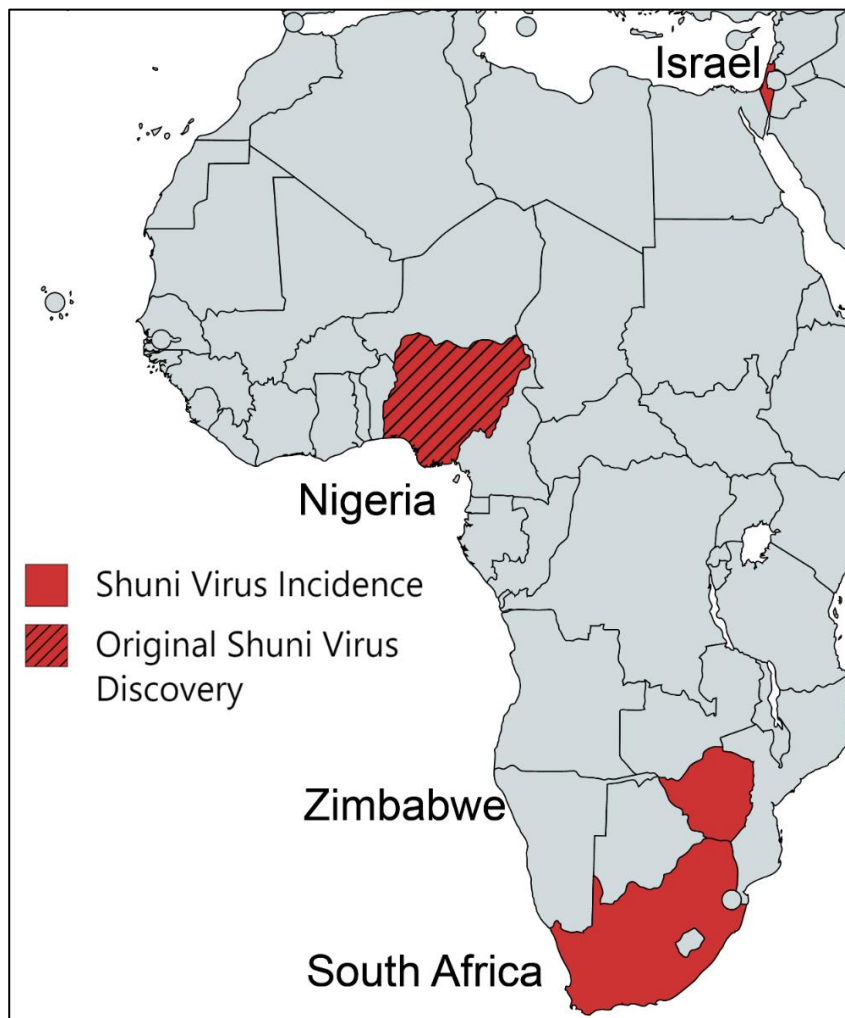 Israel
Nigeria
Shuni Virus Incidence
Original Shuni Virus
Discovery
Zimbabwe
South Africa